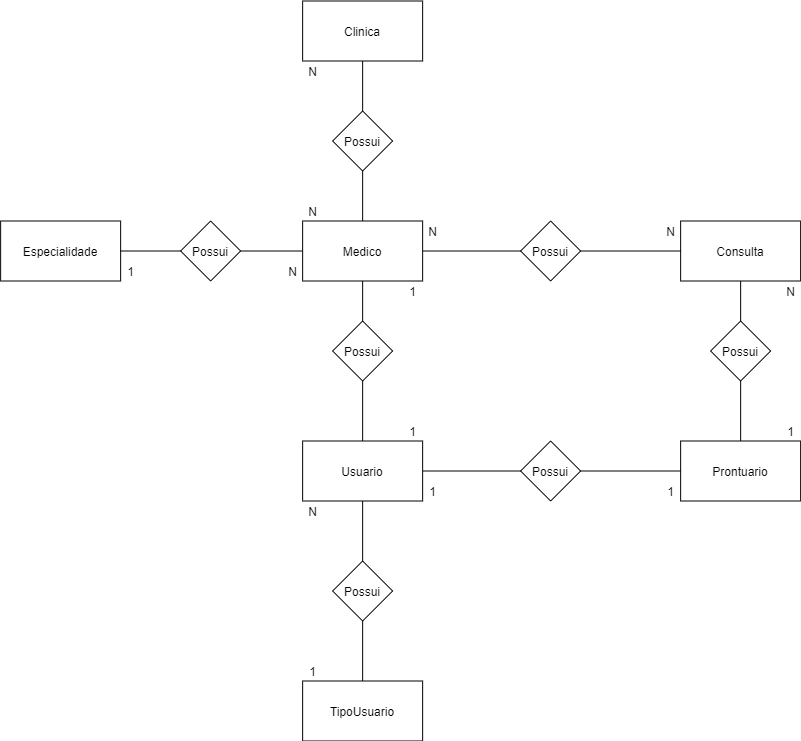 Clinica
N
Possui
N
Especialidade
Possui
Medico
N
Possui
N
Consulta
1
N
1
N
Possui
Possui
1
1
Usuario
Possui
Prontuario
1
1
N
Possui
1
TipoUsuario